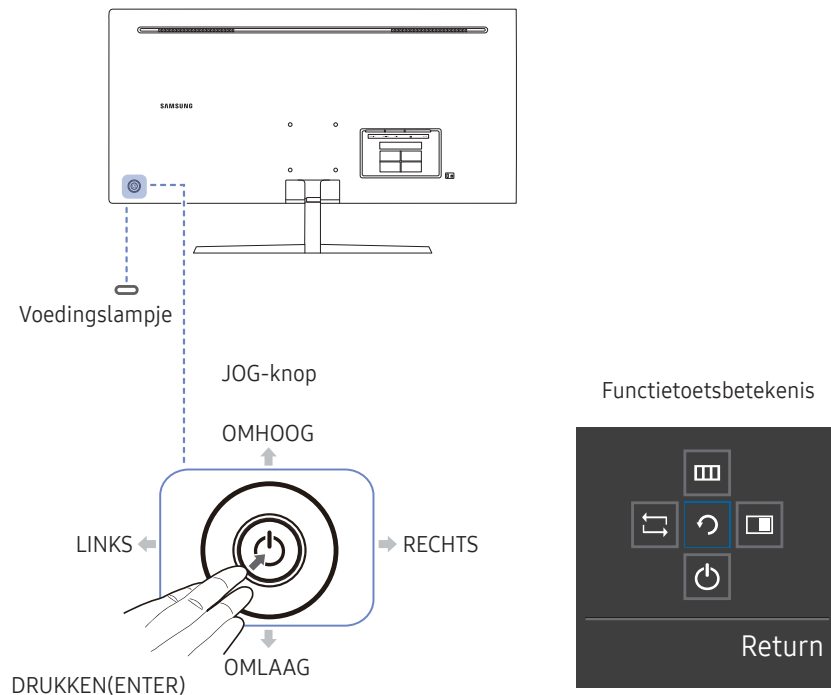 SAMSUNG
Voedingslampje
JOG-knop
Functietoetsbetekenis
OMHOOG
LINKS
RECHTS
OMLAAG
DRUKKEN(ENTER)
Return